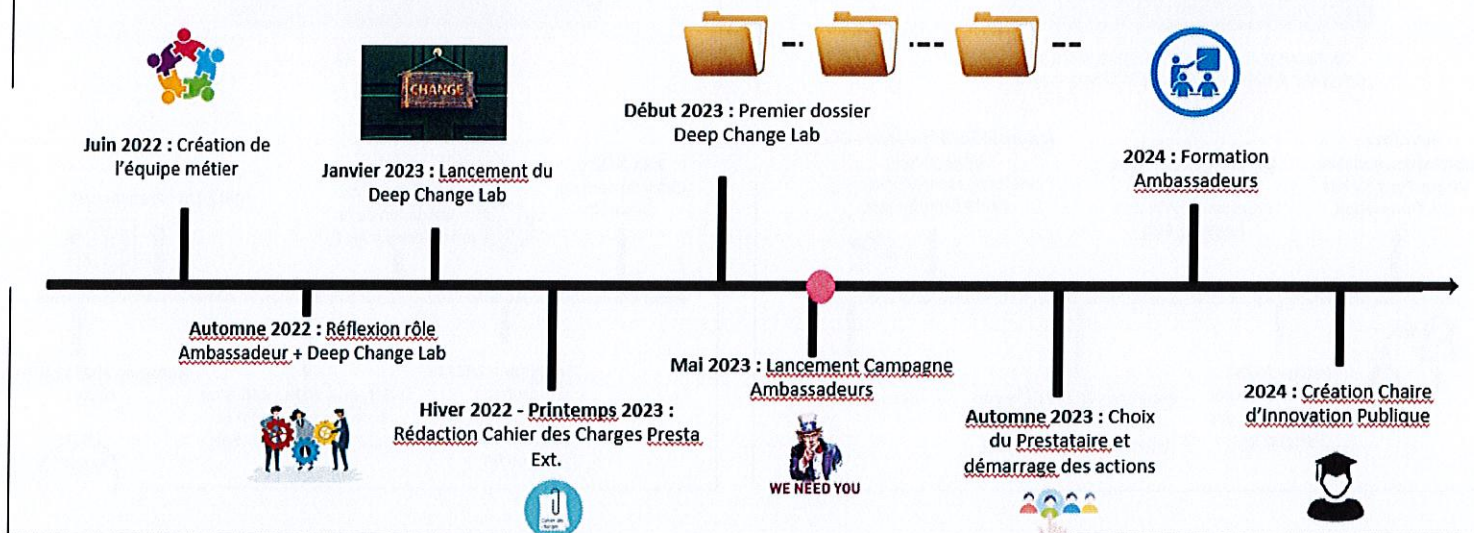 CHANGE
Juin 2022 : Création de
l'équipe métier
Janvier 2023 : Lancement du
Deep Change Lab
Début 2023 : Premier dossier
Deep Change Lab
2024 : Formation
Ambassadeurs
Automne 2022 : Réflexion rôle
Ambassadeur + Deep Change Lab
Hiver 2022 - Printemps 2023 :
Rédaction Cahier des Charges Presta
Ext.
Cahier des
charges
Mai 2023 : Lancement Campagne
Ambassadeurs
WE NEED YOU
Automne 2023 : Choix
du Prestataire et
démarrage des actions
2024 : Création Chaire
d'Innovation Publique